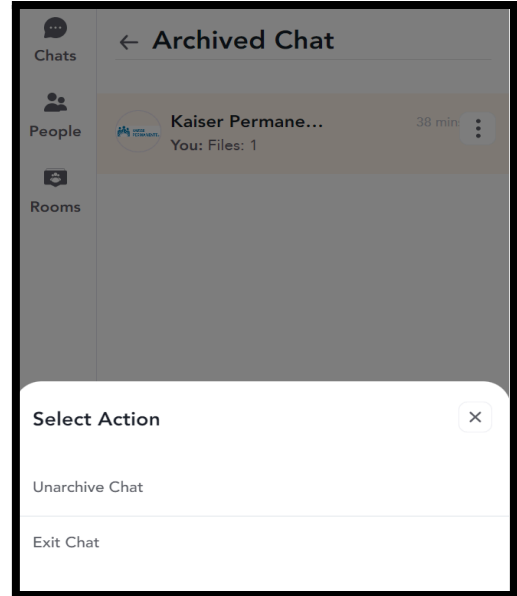 Chats
← Archived Chat
People
Kaiser Permane...
38 min
You: Files: 1
Rooms
Select Action
Unarchive Chat
Exit Chat